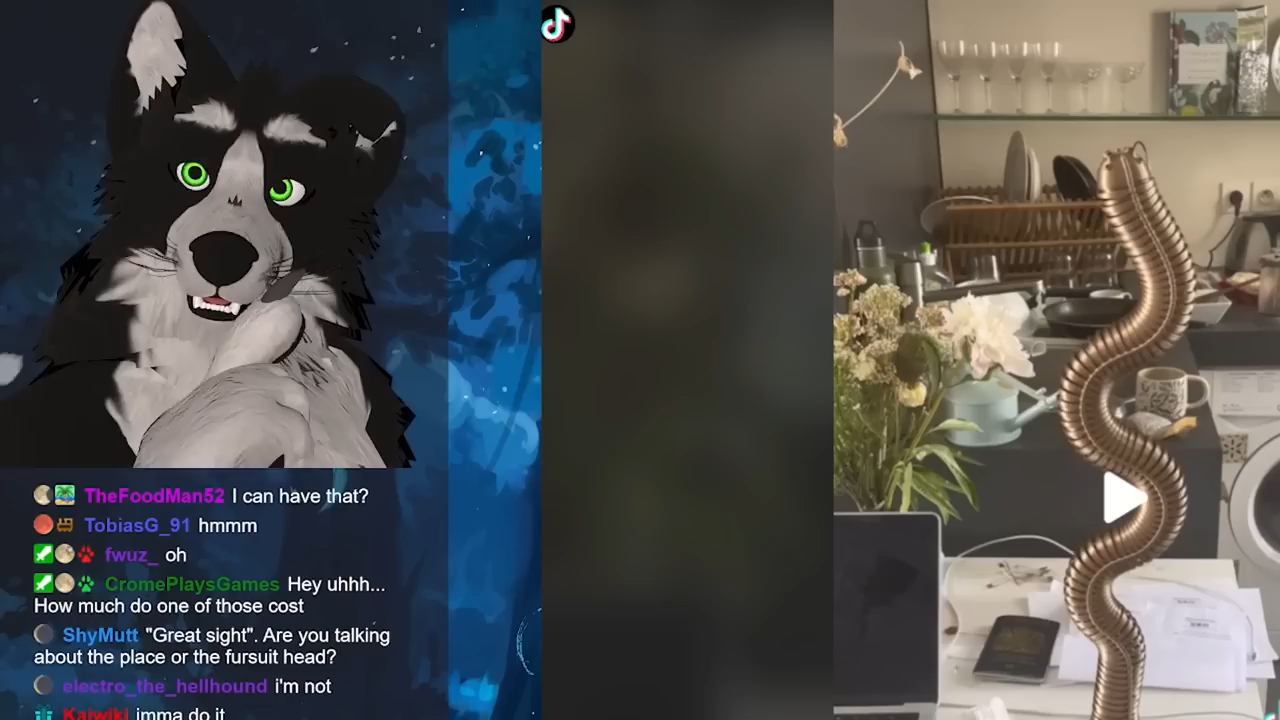 TheFoodMan52 I can have that?
TobiasG_91 hmmm
fwuz_ oh
CromePlaysGames Hey uhhh...
How much do one of those cost
ShyMutt "Great sight". Are you talking
about the place or the fursuit head?
electro_the_hellhound i'm not
Kaiwiki imma do it